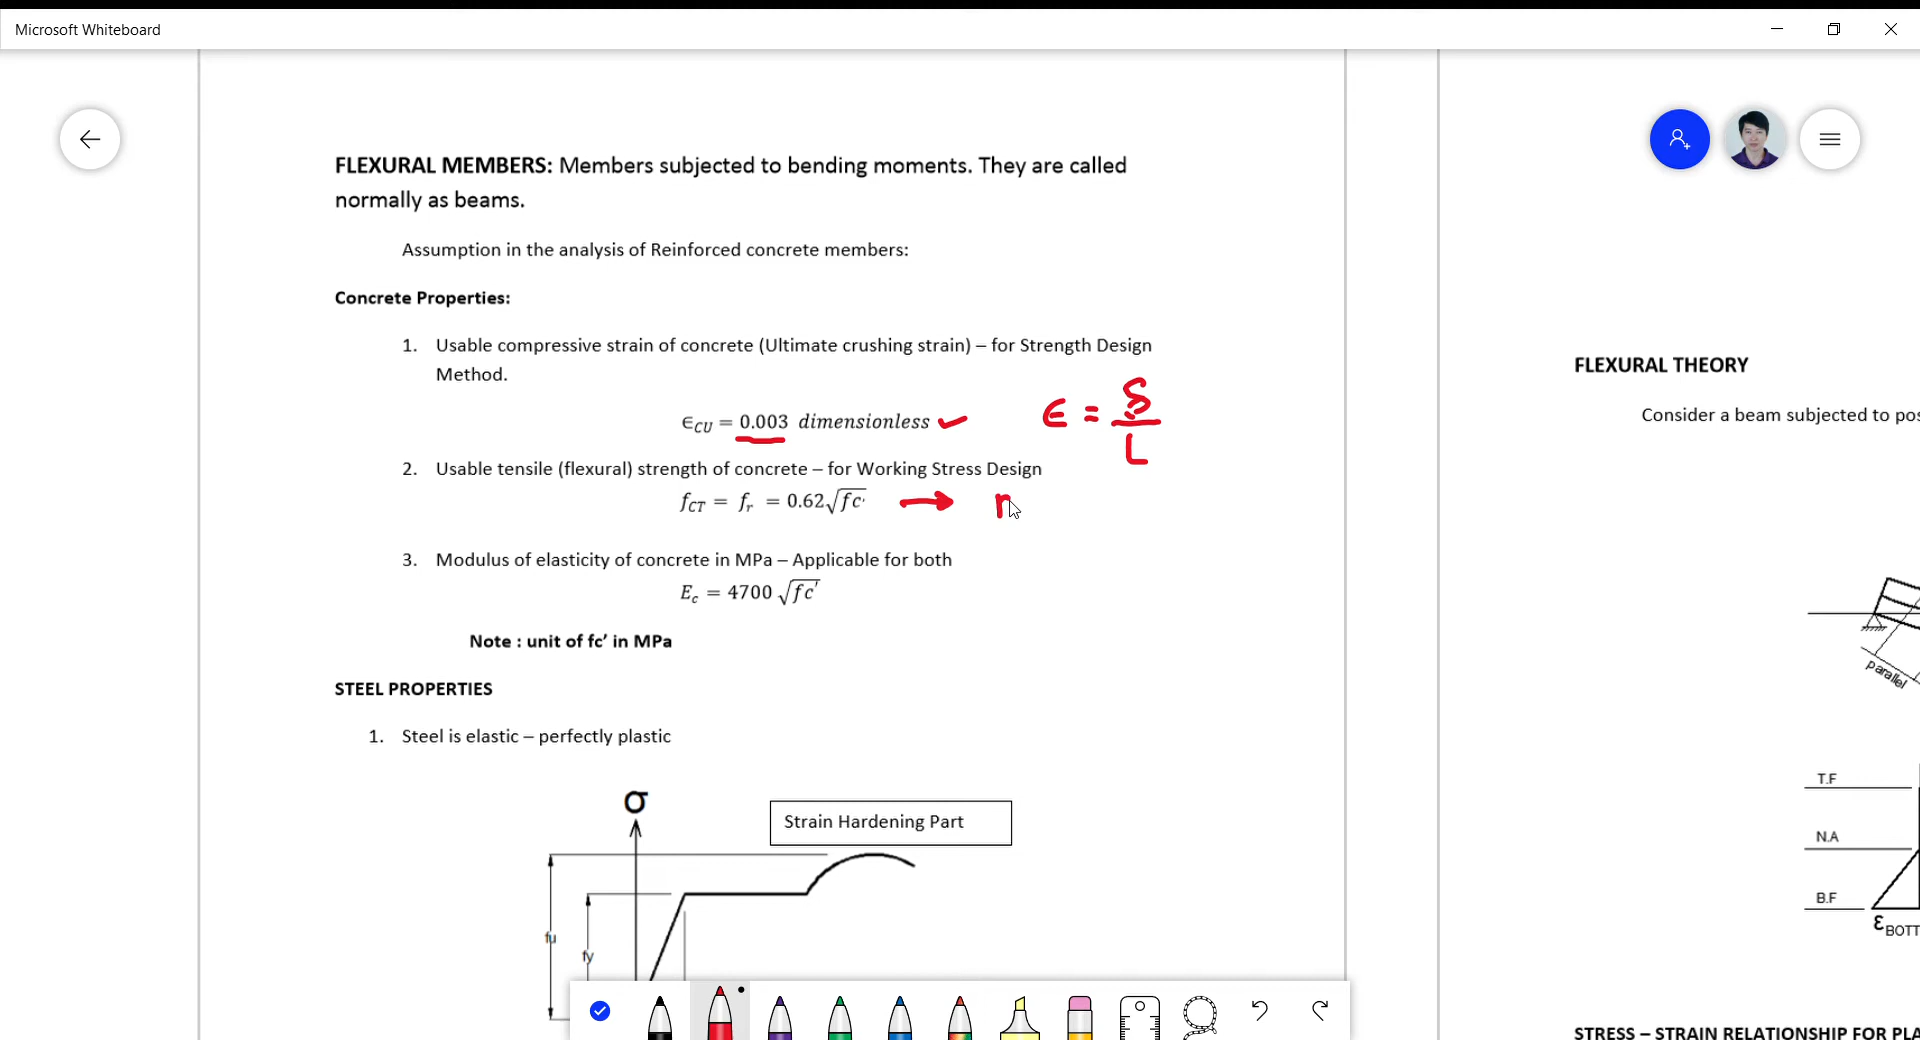 Microsoft Whiteboard
FLEXURAL MEMBERS: Members subjected to bending moments. They are called
normally as beams.
Assumption in the analysis of Reinforced concrete members:
Concrete Properties:
1. Usable compressive strain of concrete (Ultimate crushing strain) – for Strength Design
Method.
∈CU = 0.003 dimensionless
ϵ = δ/L
2. Usable tensile (flexural) strength of concrete – for Working Stress Design
fCT = fr = 0.62√fc'
3. Modulus of elasticity of concrete in MPa – Applicable for both
Ec = 4700 √fc'
Note : unit of fc’ in MPa
STEEL PROPERTIES
1. Steel is elastic – perfectly plastic
σ
Strain Hardening Part
fu
fy
FLEXURAL THEORY
Consider a beam subjected to pos
parallel
T.F
N.A
B.F
εBOTT
STRESS – STRAIN RELATIONSHIP FOR PLA